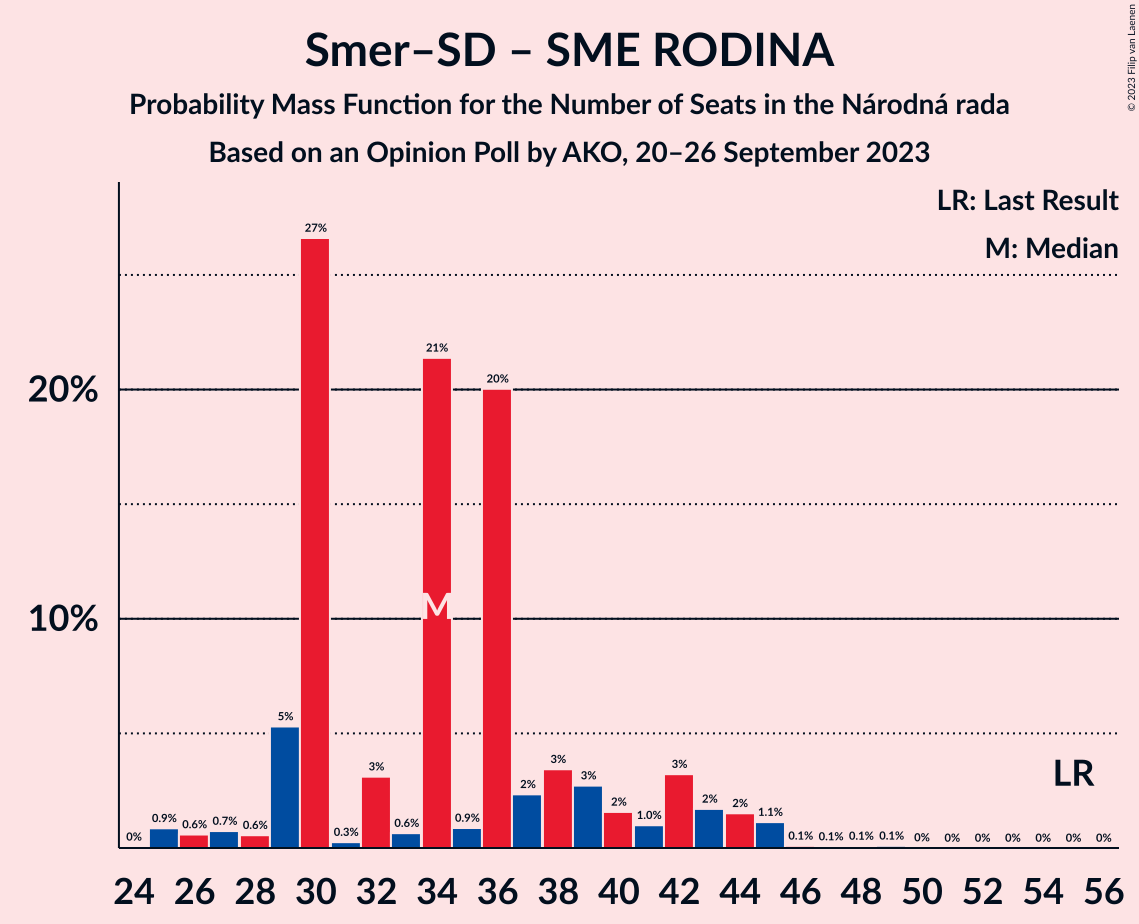 Smer–SD – SME RODINA
Probability Mass Function for the Number of Seats in the Národná rada
Based on an Opinion Poll by AKO, 20–26 September 2023
© 2023 Filip van Laenen
LR: Last Result
M: Median
20%
10%
0% 0.9% 0.6% 0.7% 0.6% 5% 27% 0.3% 3% 0.6% 21% 0.9% 20% 2% 3% 3% 2% 1.0% 3% 2% 2% 1.1% 0.1% 0.1% 0.1% 0.1% 0% 0% 0% 0% 0% 0% 0%
M
LR
24 26 28 30 32 34 36 38 40 42 44 46 48 50 52 54 56